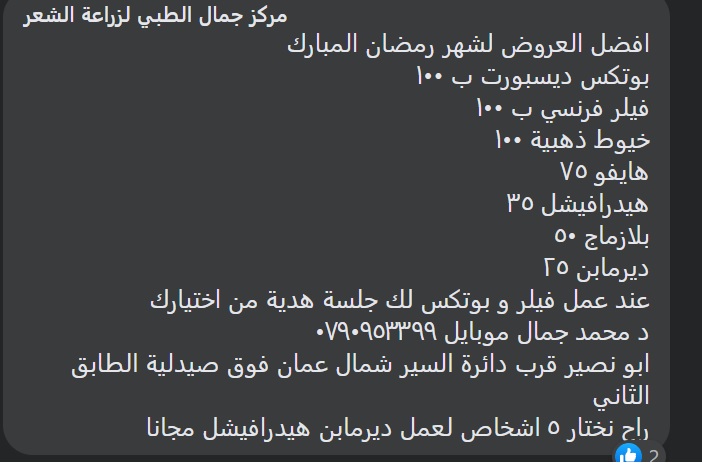 مركز جمال الطبي لزراعة الشعر
افضل العروض لشهر رمضان المبارك
بوتكس ديسبورت ب ١٠٠
فيلر فرنسي ب ١٠٠
خيوط ذهبية ١٠٠
هايفو ٧٥
هيدرافيشل ٣٥
بلازماج ٥٠
ديرمابن ٢٥
عند عمل فيلر و بوتكس لك جلسة هدية من اختيارك
د محمد جمال موبايل ٠٧٩٠٩٥٣٣٩٩
ابو نصير قرب دائرة السير شمال عمان فوق صيدلية الطابق
الثاني
راح نختار ٥ اشخاص لعمل ديرمابن هيدرافيشل مجانا
2